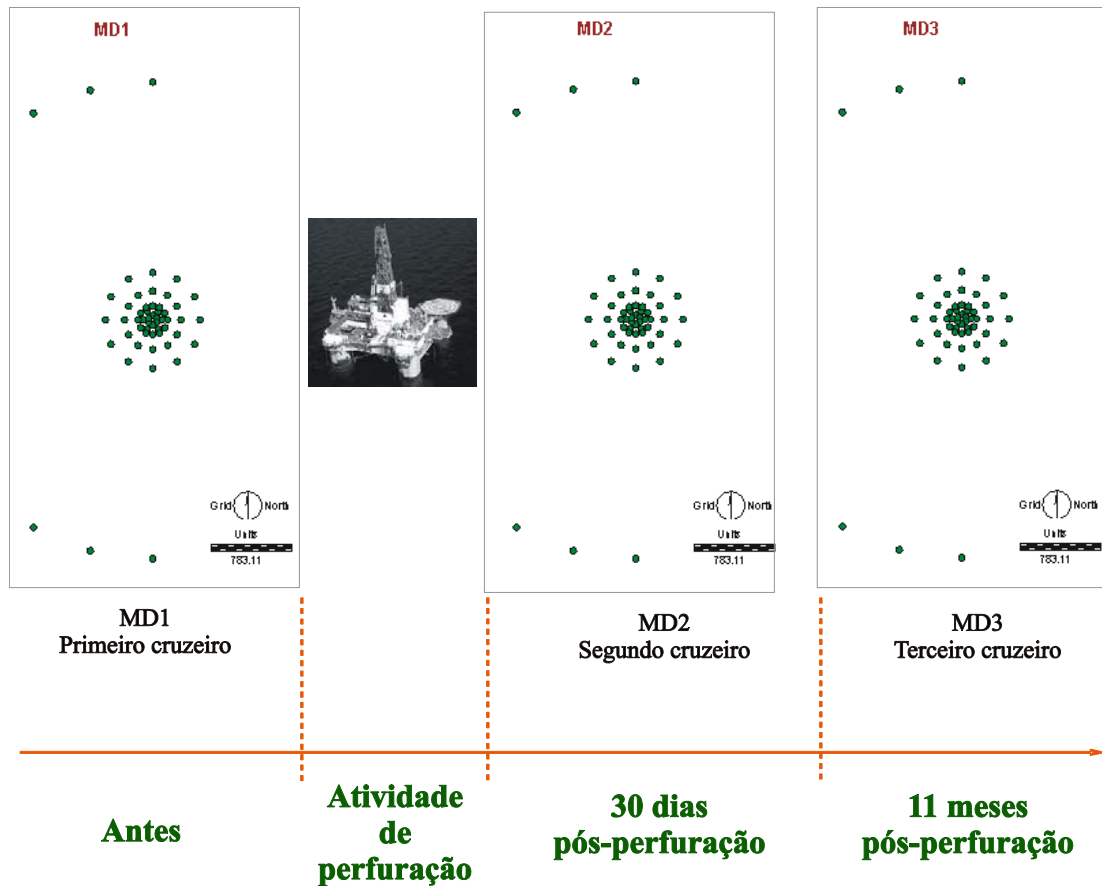 MD1
MD2
MD3
Grid North
Units
783.11
Grid North
Units
783.11
Grid North
Units
783.11
MD1
Primeiro cruzeiro
MD2
Segundo cruzeiro
MD3
Terceiro cruzeiro
Antes
Atividade
de
perfuração
30 dias
pós-perfuração
11 meses
pós-perfuração